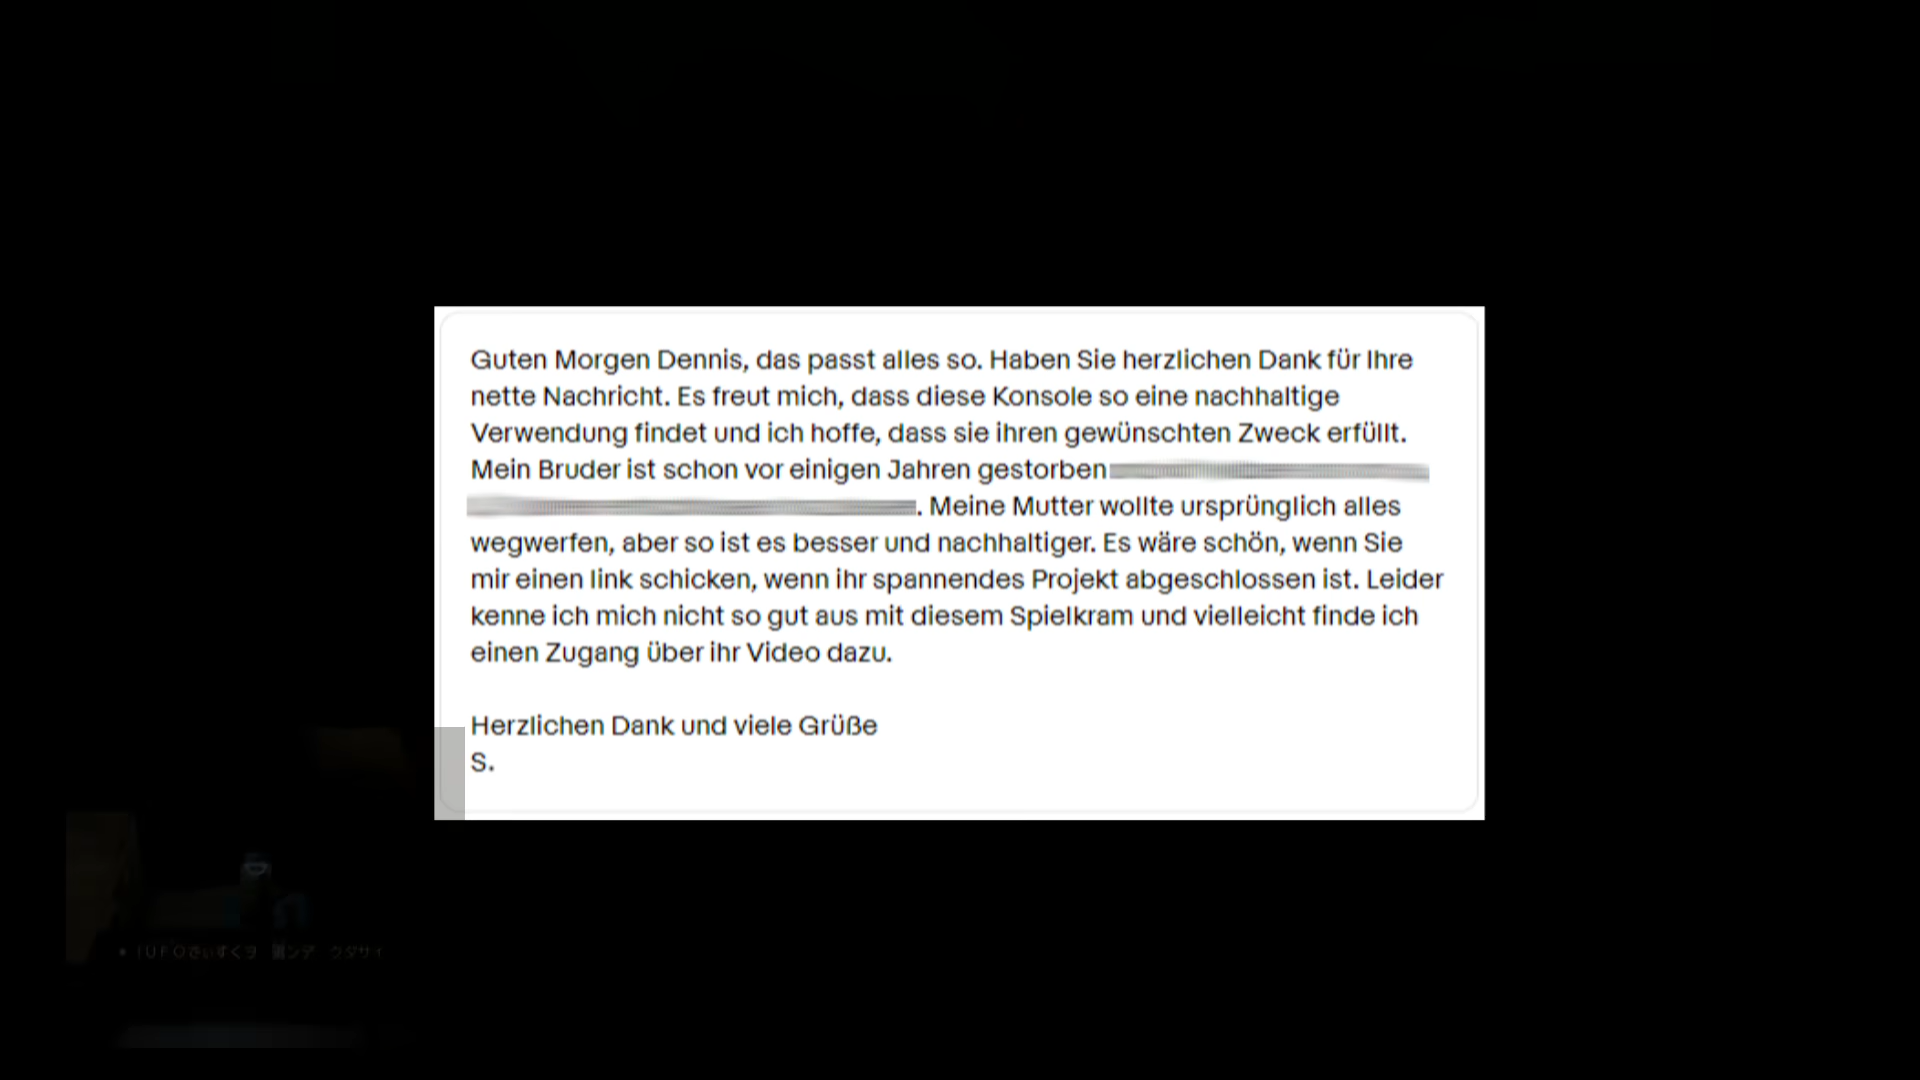 Guten Morgen Dennis, das passt alles so. Haben Sie herzlichen Dank für Ihre
nette Nachricht. Es freut mich, dass diese Konsole so eine nachhaltige
Verwendung findet und ich hoffe, dass sie ihren gewünschten Zweck erfüllt.
Mein Bruder ist schon vor einigen Jahren gestorben
. Meine Mutter wollte ursprünglich alles
wegwerfen, aber so ist es besser und nachhaltiger. Es wäre schön, wenn Sie
mir einen link schicken, wenn ihr spannendes Projekt abgeschlossen ist. Leider
kenne ich mich nicht so gut aus mit diesem Spielkram und vielleicht finde ich
einen Zugang über ihr Video dazu.
Herzlichen Dank und viele Grüße
S.